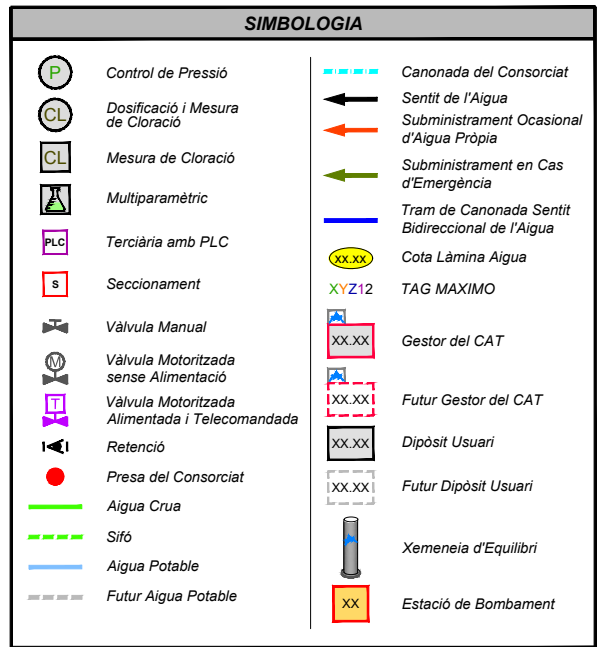 SIMBOLOGIA
P
Control de Pressió
CL
Dosificació i Mesura
de Cloració
CL
Mesura de Cloració
Multiparamètric
PLC
Terciària amb PLC
S
Seccionament
Vàlvula Manual
M
Vàlvula Motoritzada
sense Alimentació
T
Vàlvula Motoritzada
Alimentada i Telecomandada
Retenció
Presa del Consorciat
Aigua Crua
Sifó
Aigua Potable
Futur Aigua Potable
Canonada del Consorciat
Sentit de l'Aigua
Subministrament Ocasional
d'Aigua Pròpia
Subministrament en Cas
d'Emergència
Tram de Canonada Sentit
Bidireccional de l'Aigua
xx.xx
Cota Làmina Aigua
XYZ12
TAG MAXIMO
XX.XX
Gestor del CAT
XX.XX
Futur Gestor del CAT
XX.XX
Dipòsit Usuari
XX.XX
Futur Dipòsit Usuari
Xemeneia d'Equilibri
XX
Estació de Bombament